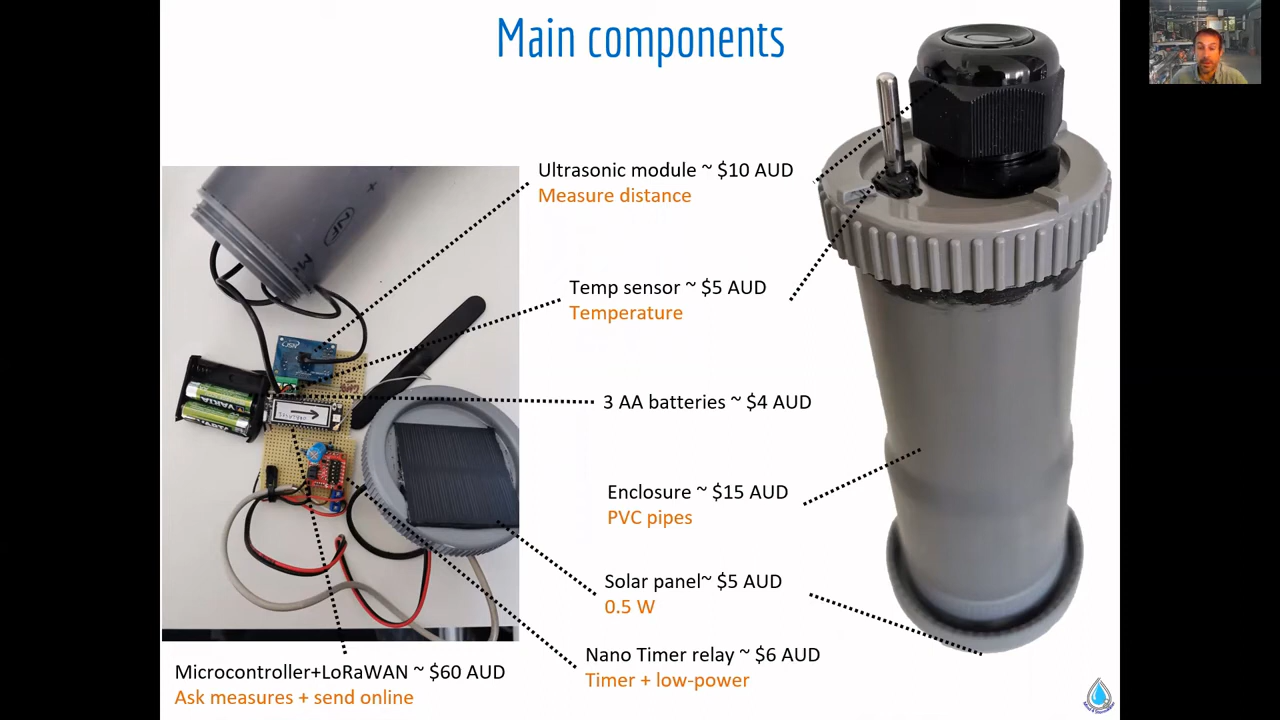 Main components
Ultrasonic module ~ $10 AUD
Measure distance
Temp sensor ~ $5 AUD
Temperature
3 AA batteries ~ $4 AUD
Enclosure ~ $15 AUD
PVC pipes
Solar panel~ $5 AUD
0.5 W
Nano Timer relay ~ $6 AUD
Timer + low-power
Microcontroller+LoRaWAN ~ $60 AUD
Ask measures + send online
NF
VARTA